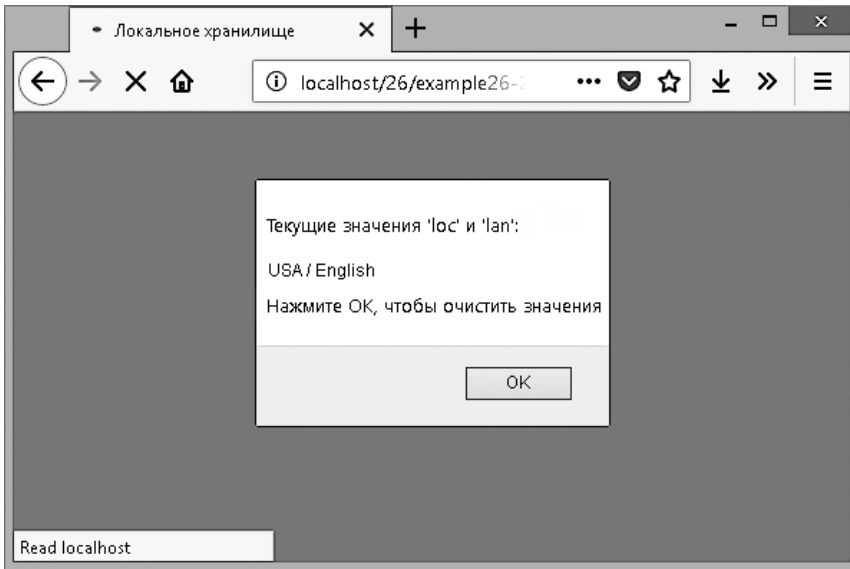 Локальное хранилище
localhost/26/example26-
Текущие значения 'loc' и 'lan':
USA / English
Нажмите OK, чтобы очистить значения
OK
Read localhost